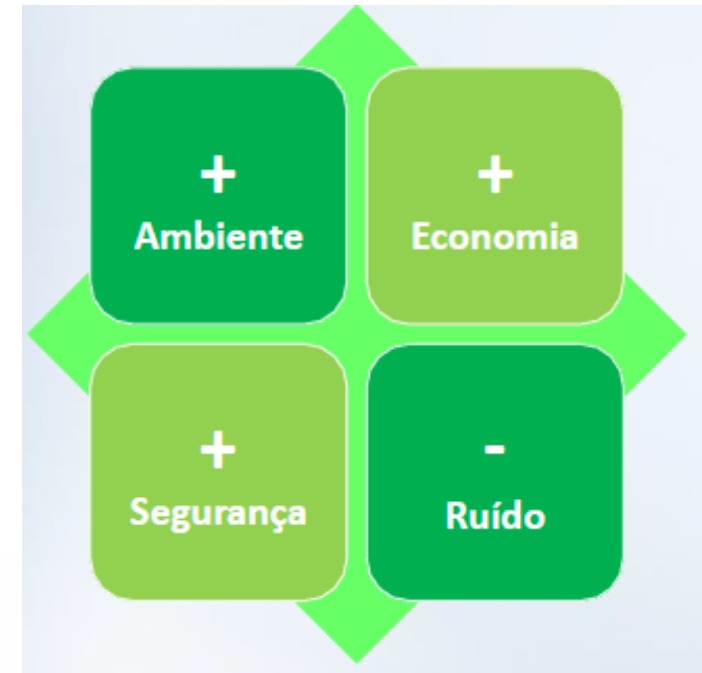 +
Ambiente
+
Economia
+
Segurança
-
Ruído